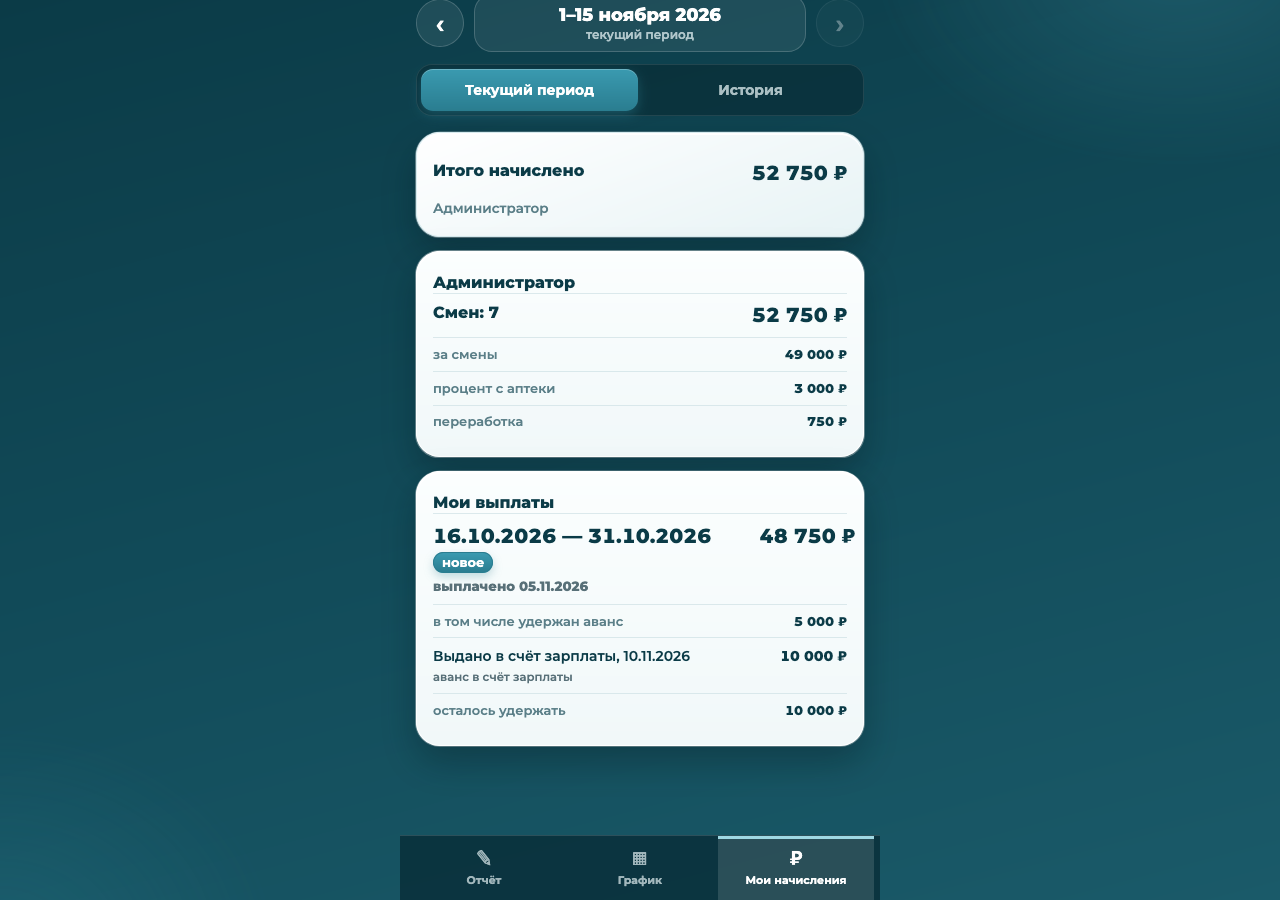 ‹
1–15 ноября 2026
текущий период
›
Текущий период
История
Итого начислено
52 750 ₽
Администратор
Администратор
Смен: 7
52 750 ₽
за смены
49 000 ₽
процент с аптеки
3 000 ₽
переработка
750 ₽
Мои выплаты
16.10.2026 — 31.10.2026
48 750 ₽
новое
выплачено 05.11.2026
в том числе удержан аванс
5 000 ₽
Выдано в счёт зарплаты, 10.11.2026
10 000 ₽
аванс в счёт зарплаты
осталось удержать
10 000 ₽
₽
Отчёт
График
Мои начисления